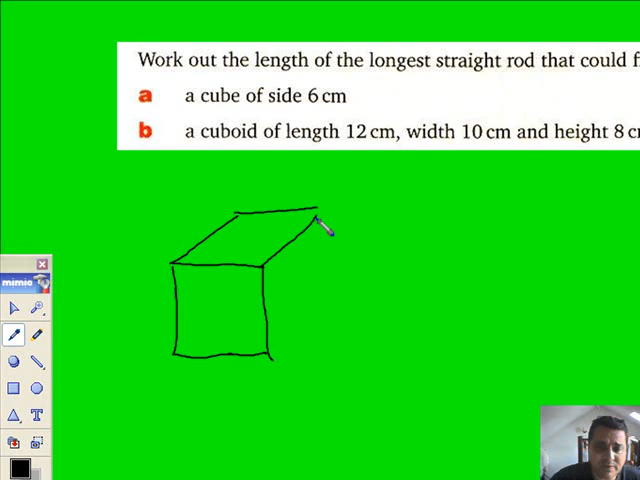 Work out the length of the longest straight rod that could
a a cube of side 6 cm
b a cuboid of length 12 cm, width 10 cm and height 8
mimio
T